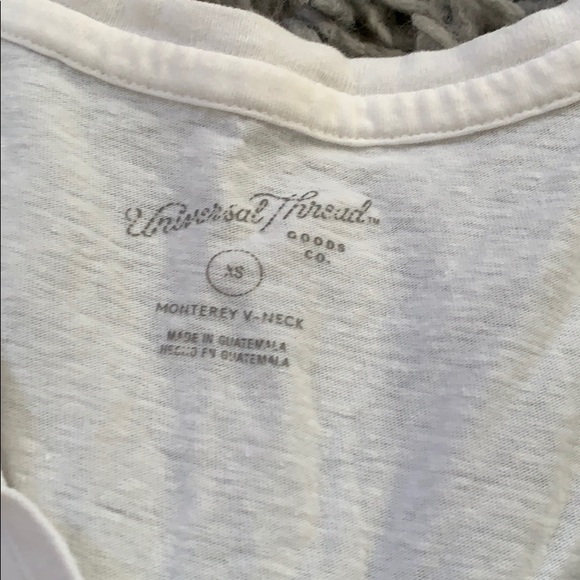 Universal Thread™
GOODS
CO.
XS
MONTEREY V-NECK
MADE IN GUATEMALA
HECHO EN GUATEMALA